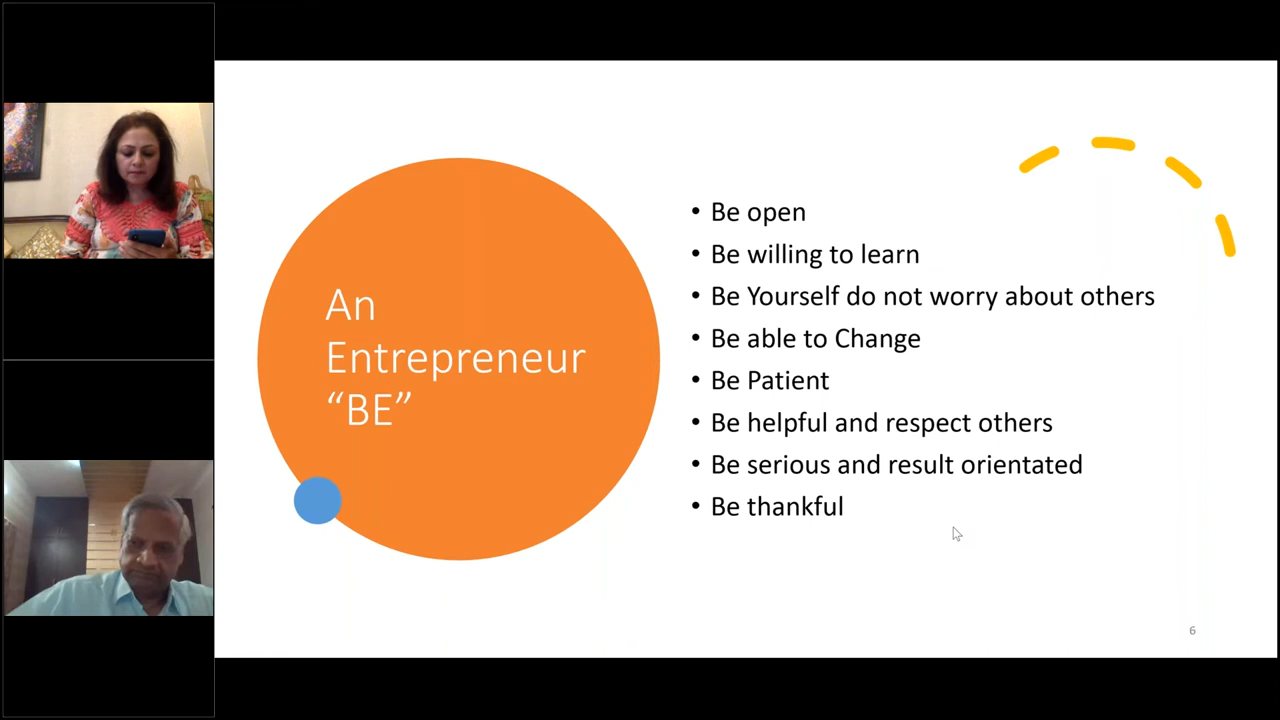 An
Entrepreneur
“BE”
• Be open
• Be willing to learn
• Be Yourself do not worry about others
• Be able to Change
• Be Patient
• Be helpful and respect others
• Be serious and result orientated
• Be thankful
6